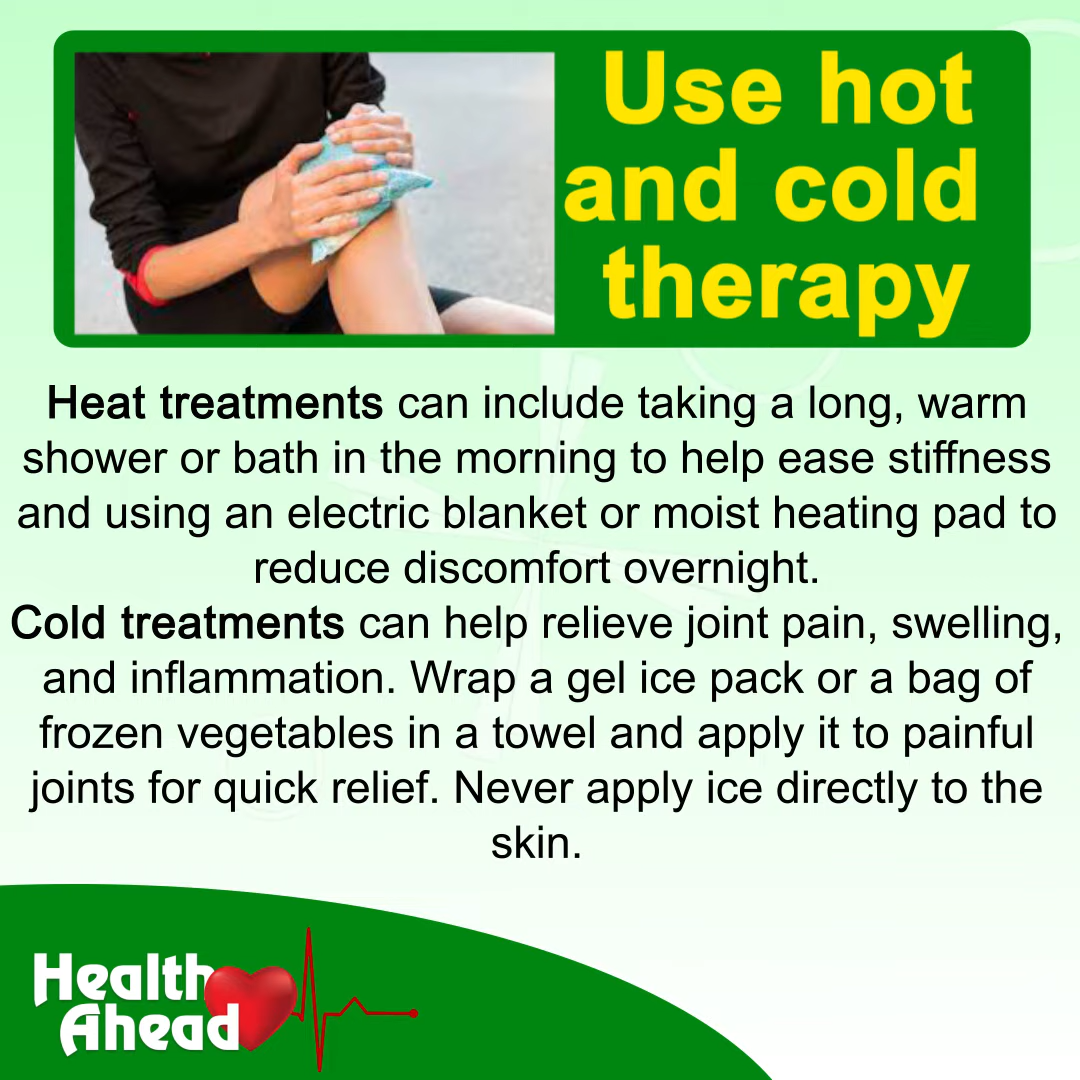 Use hot
and cold
therapy
Heat treatments can include taking a long, warm
shower or bath in the morning to help ease stiffness
and using an electric blanket or moist heating pad to
reduce discomfort overnight.
Cold treatments can help relieve joint pain, swelling,
and inflammation. Wrap a gel ice pack or a bag of
frozen vegetables in a towel and apply it to painful
joints for quick relief. Never apply ice directly to the
skin.
Health
Ahead